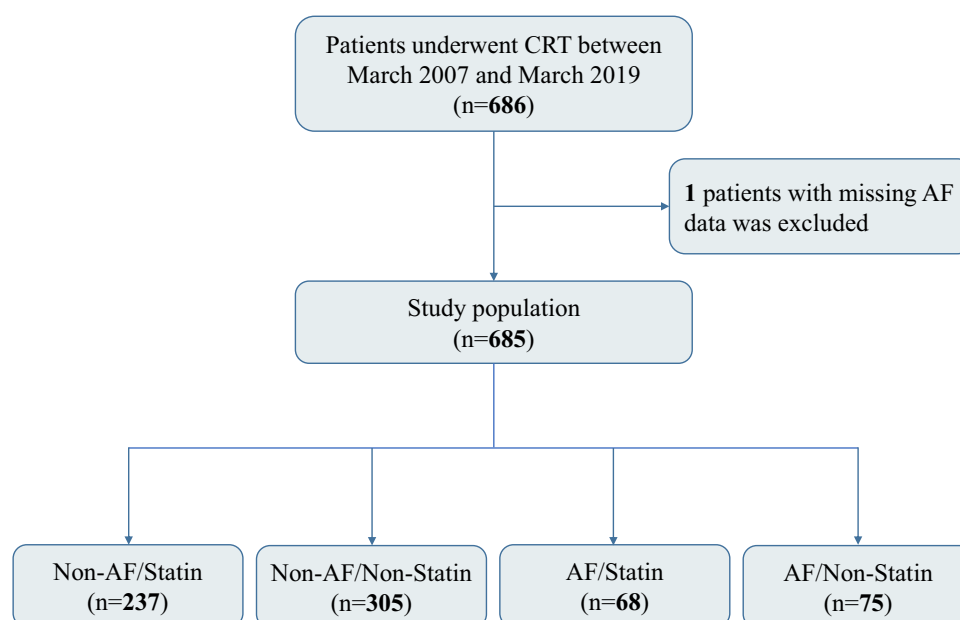 Patients underwent CRT between
March 2007 and March 2019
(n=686)
1 patients with missing AF
data was excluded
Study population
(n=685)
Non-AF/Statin
(n=237)
Non-AF/Non-Statin
(n=305)
AF/Statin
(n=68)
AF/Non-Statin
(n=75)